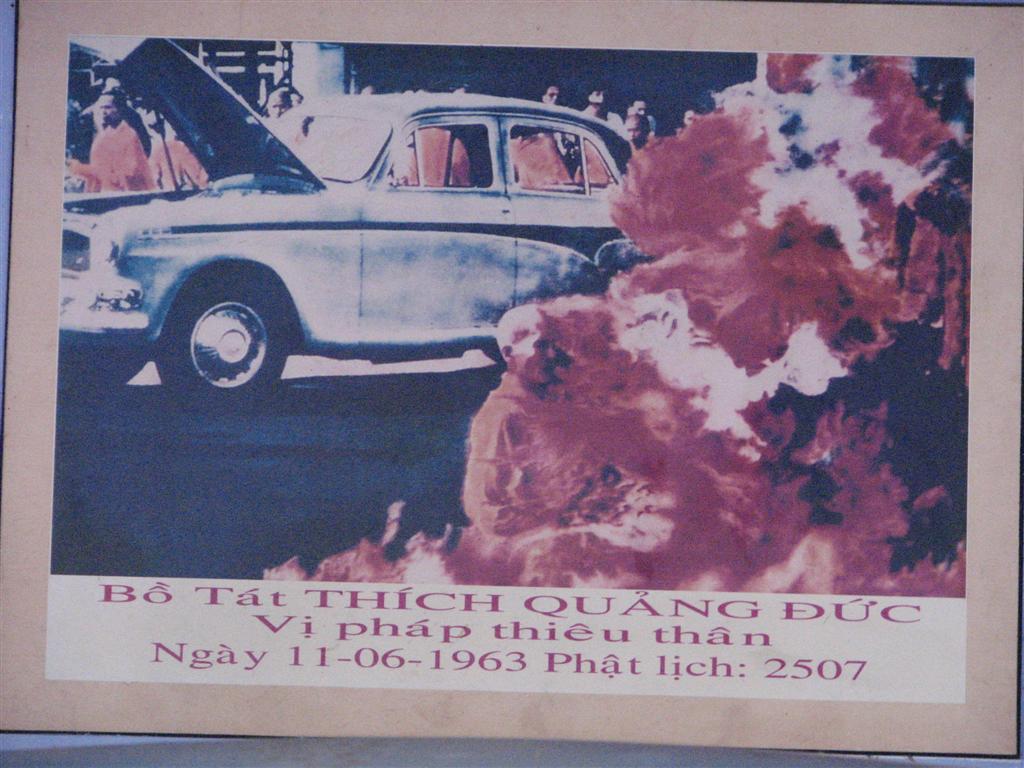 Bồ Tát THÍCH QUẢNG ĐỨC
Vị pháp thiêu thân
Ngày 11-06-1963 Phật lịch: 2507